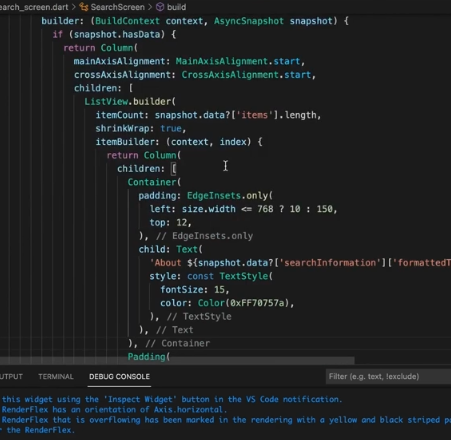 earch_screen.dart > SearchScreen > build
builder: (BuildContext context, AsyncSnapshot snapshot) {
if (snapshot.hasData) {
return Column(
mainAxisAlignment: MainAxisAlignment.start,
crossAxisAlignment: CrossAxisAlignment.start,
children: [
ListView.builder(
itemCount: snapshot.data?['items'].length,
shrinkWrap: true,
itemBuilder: (context, index) {
return Column(
children: [
Container(
padding: EdgeInsets.only(
left: size.width <= 768 ? 10 : 150,
top: 12,
), // EdgeInsets.only
child: Text(
'About ${snapshot.data?['searchInformation']['formattedT
style: const TextStyle(
fontSize: 15,
color: Color(0xFF70757a),
), // TextStyle
), // Text
), // Container
Padding(
UTPUT TERMINAL DEBUG CONSOLE Filter (e.g. text, !exclude)
this widget using the 'Inspect Widget' button in the VS Code notification.
RenderFlex has an orientation of Axis.horizontal.
RenderFlex that is overflowing has been marked in the rendering with a yellow and black striped p
the RenderFlex.